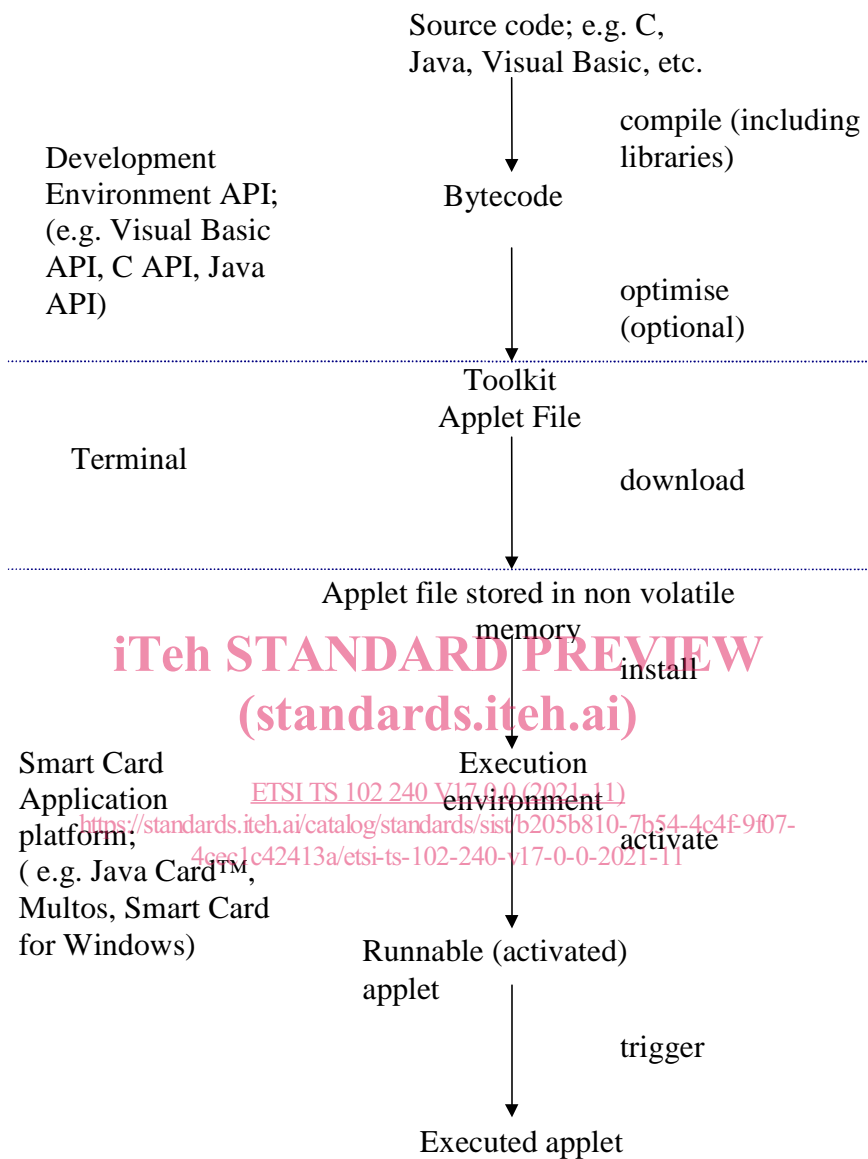 Source code; e.g. C,
Java, Visual Basic, etc.
compile (including
libraries)
Development
Environment API;
(e.g. Visual Basic
API, C API, Java
API)
Bytecode
optimise
(optional)
Toolkit
Applet File
Terminal
download
Applet file stored in non volatile
memory
iTeh STANDARD PREVIEW
install
(standards.iteh.ai)
Execution
environment
Smart Card
Application
platform;
( e.g. Java Card™,
Multos, Smart Card
for Windows)
ETSI TS 102 240 V17.0.0 (2021-11)
https://standards.iteh.ai/catalog/standards/sist/b205b810-7b54-4c4f-9f07-
4cec1c42413a/etsi-ts-102-240-v17-0-0-2021-11
activate
Runnable (activated)
applet
trigger
Executed applet